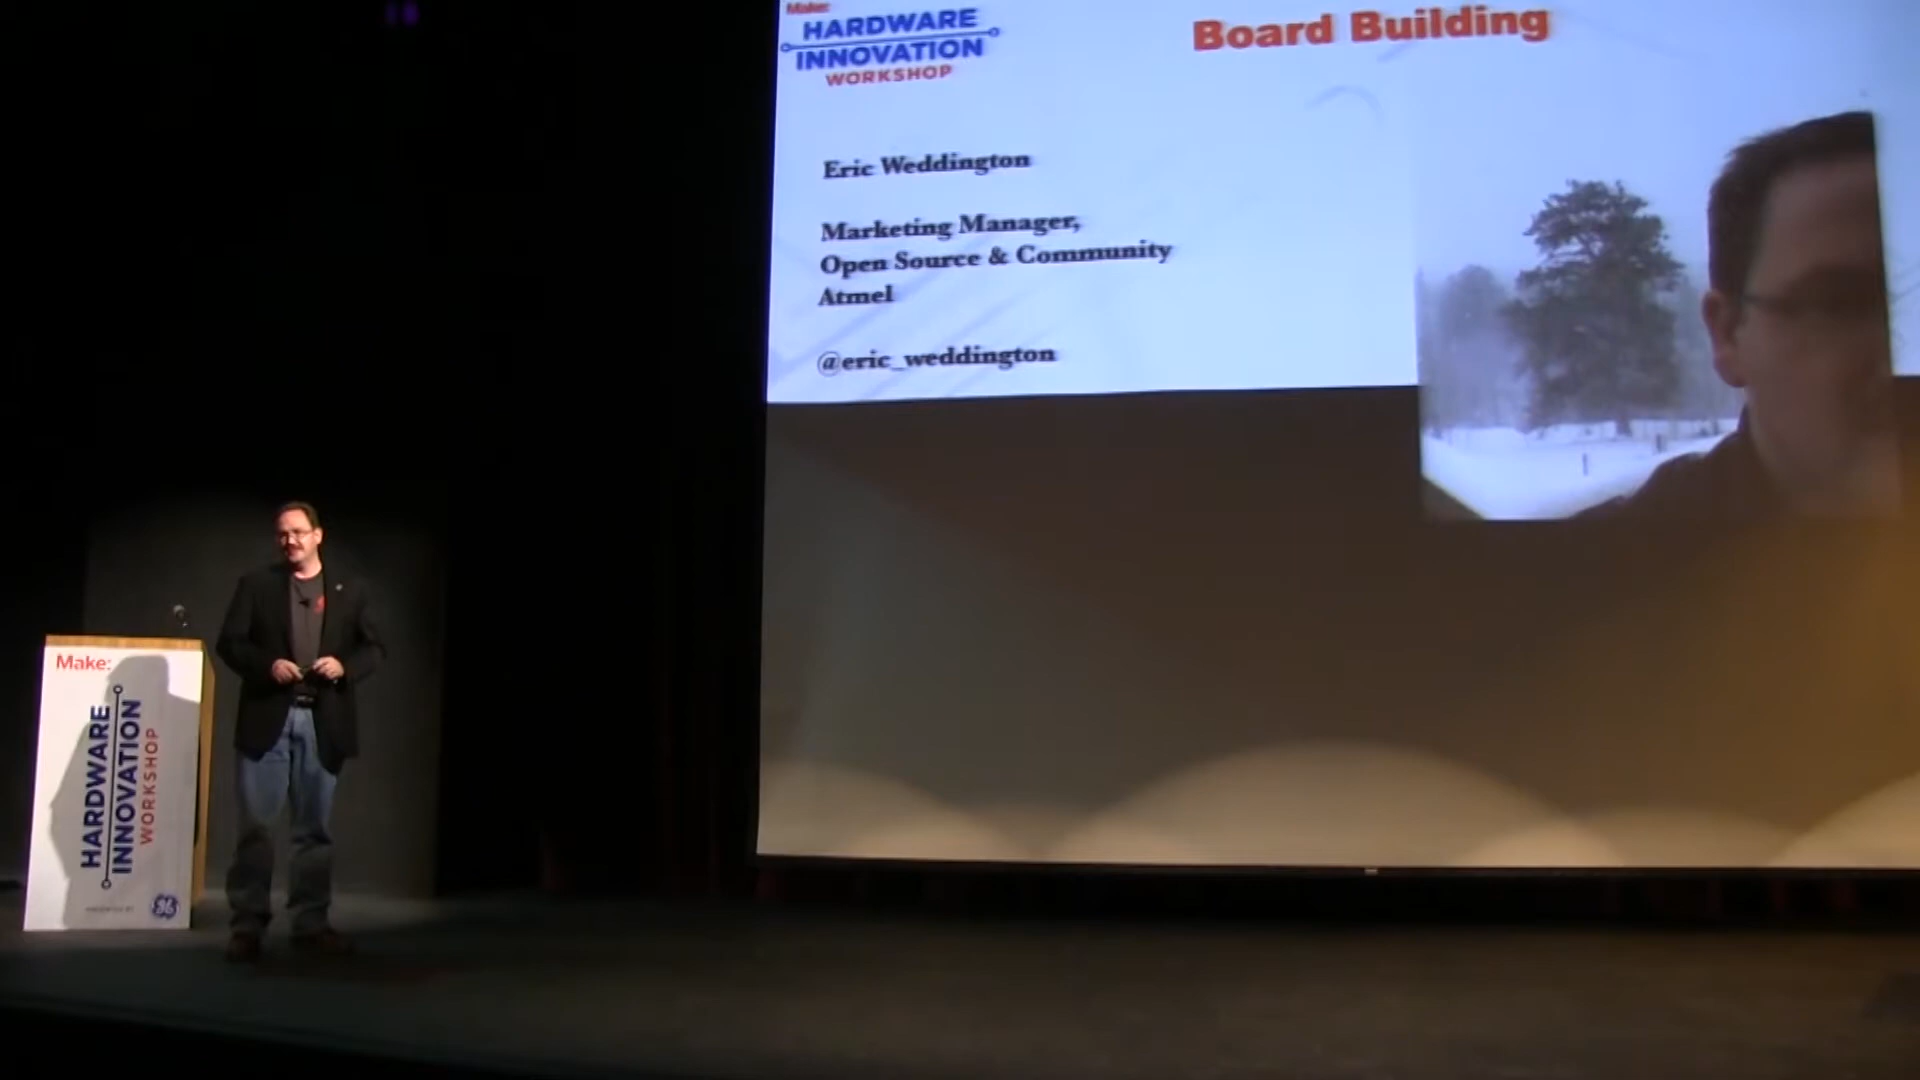 Make:
HARDWARE
INNOVATION
WORKSHOP
Board Building
Eric Weddington
Marketing Manager,
Open Source & Community
Atmel
@eric_weddington
Make:
HARDWARE
INNOVATION
WORKSHOP
GE